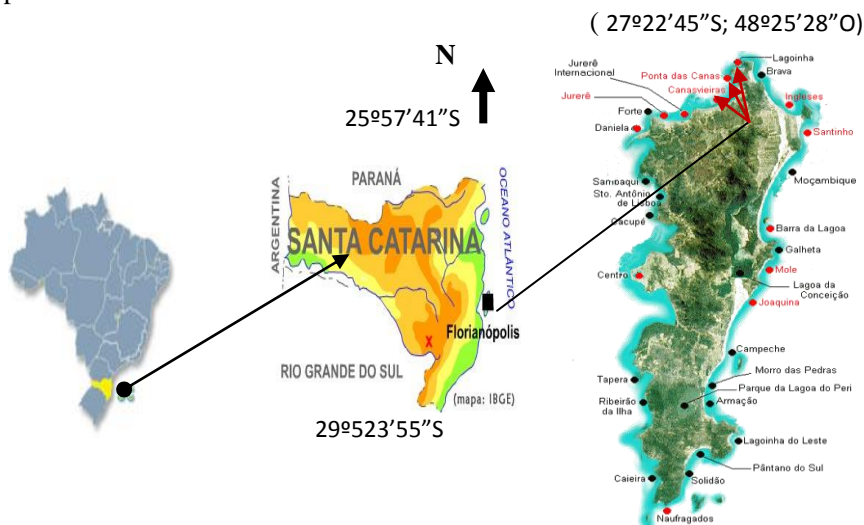 ( 27º22’45”S; 48º25’28”O)
N
25º57’41”S
PARANÁ
ARGENTINA
SANTA CATARINA
OCEANO ATLÂNTICO
Florianópolis
X
RIO GRANDE DO SUL
(mapa: IBGE)
29º523’55”S
Lagoinha
Jurerê
Internacional
Brava
Ponta das Canas
Canasvieiras
Jurerê
Ingleses
Forte
Daniela
Santinho
Moçambique
Sambaqui
Sto. Antônio
de Lisboa
Cacupé
Barra da Lagoa
Galheta
Centro
Mole
Lagoa da
Conceição
Joaquina
Campeche
Morro das Pedras
Tapera
Parque da Lagoa do Peri
Ribeirão
da Ilha
Armação
Lagoinha do Leste
Pântano do Sul
Caieira
Solidão
Naufragados